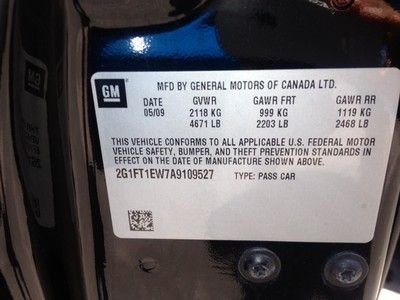 GM
MFD BY GENERAL MOTORS OF CANADA LTD.
DATE GVWR GAWR FRT GAWR RR
05/09 2118 KG 999 KG 1119 KG
4671 LB 2203 LB 2468 LB
THIS VEHICLE CONFORMS TO ALL APPLICABLE U.S. FEDERAL MOTOR
VEHICLE SAFETY, BUMPER, AND THEFT PREVENTION STANDARDS IN
EFFECT ON THE DATE OF MANUFACTURE SHOWN ABOVE.
2G1FT1EW7A9109527 TYPE: PASS CAR